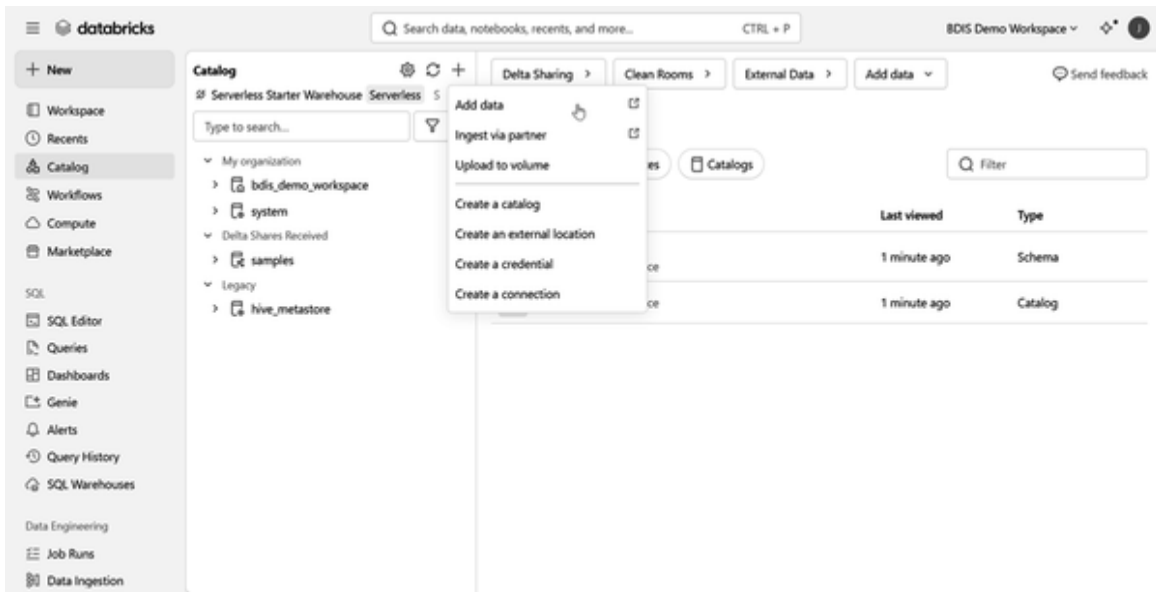 databricks
Search data, notebooks, recents, and more...
CTRL + P
BDIS Demo Workspace
J
New
Workspace
Recents
Catalog
Workflows
Compute
Marketplace
SQL
SQL Editor
Queries
Dashboards
Genie
Alerts
Query History
SQL Warehouses
Data Engineering
Job Runs
Data Ingestion
Catalog
Serverless Starter Warehouse Serverless S
Type to search...
My organization
bdis_demo_workspace
system
Delta Shares Received
samples
Legacy
hive_metastore
Add data
Ingest via partner
Upload to volume
Create a catalog
Create an external location
Create a credential
Create a connection
Delta Sharing >
Clean Rooms >
External Data >
Add data
Send feedback
es
Catalogs
Filter
Last viewed
Type
ce
1 minute ago
Schema
ce
1 minute ago
Catalog